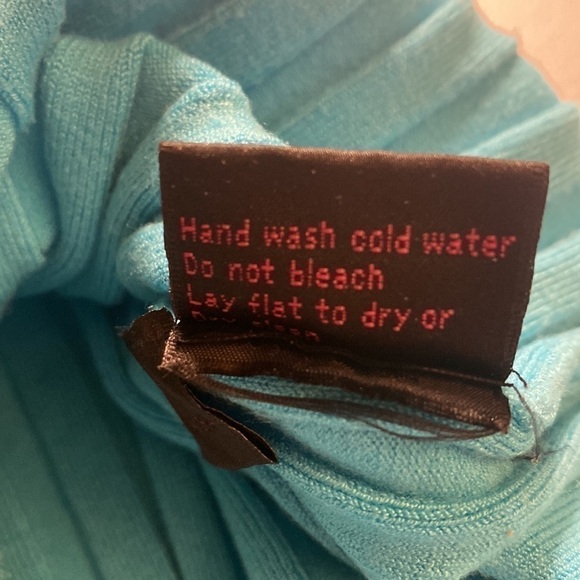 Hand wash cold water
Do not bleach
Lay flat to dry or